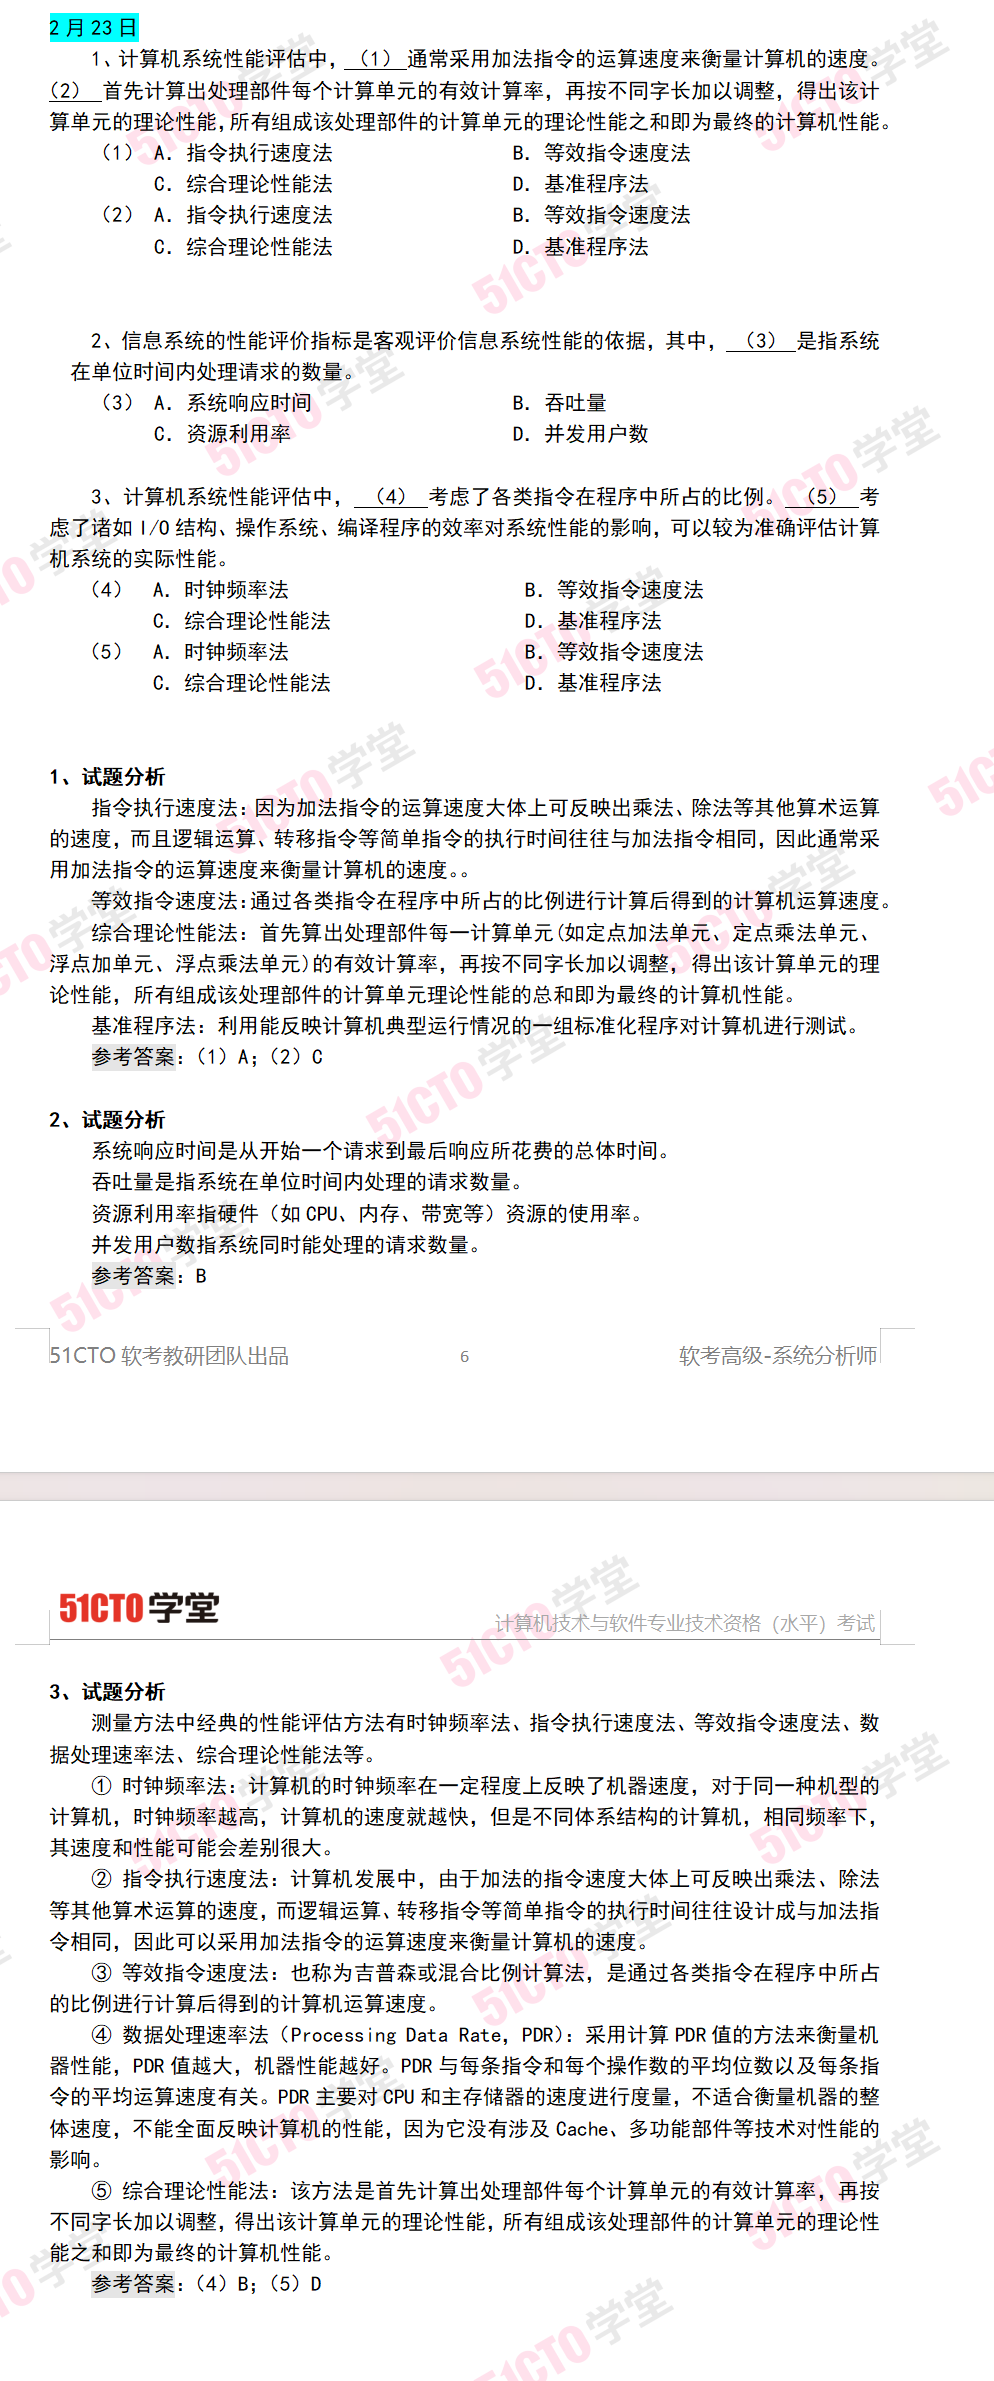 2月23日
1、计算机系统性能评估中，（1）通常采用加法指令的运算速度来衡量计算机的速度。
（2）首先计算出处理部件每个计算单元的有效计算率，再按不同字长加以调整，得出该计
算单元的理论性能，所有组成该处理部件的计算单元的理论性能之和即为最终的计算机性能。
（1） A. 指令执行速度法 B. 等效指令速度法
C. 综合理论性能法 D. 基准程序法
（2） A. 指令执行速度法 B. 等效指令速度法
C. 综合理论性能法 D. 基准程序法
2、信息系统的性能评价指标是客观评价信息系统性能的依据，其中，（3）是指系统
在单位时间内处理请求的数量。
（3） A. 系统响应时间 B. 吞吐量
C. 资源利用率 D. 并发用户数
3、计算机系统性能评估中，（4）考虑了各类指令在程序中所占的比例。（5）考
虑了诸如 I/O 结构、操作系统、编译程序的效率对系统性能的影响，可以较为准确评估计算
机系统的实际性能。
（4） A. 时钟频率法 B. 等效指令速度法
C. 综合理论性能法 D. 基准程序法
（5） A. 时钟频率法 B. 等效指令速度法
C. 综合理论性能法 D. 基准程序法
1、试题分析
指令执行速度法：因为加法指令的运算速度大体上可反映出乘法、除法等其他算术运算
的速度，而且逻辑运算、转移指令等简单指令的执行时间往往与加法指令相同，因此通常采
用加法指令的运算速度来衡量计算机的速度。。
等效指令速度法：通过各类指令在程序中所占的比例进行计算后得到的计算机运算速度。
综合理论性能法：首先算出处理部件每一计算单元(如定点加法单元、定点乘法单元、
浮点加单元、浮点乘法单元)的有效计算率，再按不同字长加以调整，得出该计算单元的理
论性能，所有组成该处理部件的计算单元理论性能的总和即为最终的计算机性能。
基准程序法：利用能反映计算机典型运行情况的一组标准化程序对计算机进行测试。
参考答案：（1）A；（2）C
2、试题分析
系统响应时间是从开始一个请求到最后响应所花费的总体时间。
吞吐量是指系统在单位时间内处理的请求数量。
资源利用率指硬件（如 CPU、内存、带宽等）资源的使用率。
并发用户数指系统同时能处理的请求数量。
参考答案：B
51CTO 软考教研团队出品 6 软考高级-系统分析师
51CTO学堂
计算机技术与软件专业技术资格（水平）考试
3、试题分析
测量方法中经典的性能评估方法有时钟频率法、指令执行速度法、等效指令速度法、数
据处理速率法、综合理论性能法等。
① 时钟频率法：计算机的时钟频率在一定程度上反映了机器速度，对于同一种机型的
计算机，时钟频率越高，计算机的速度就越快，但是不同体系结构的计算机，相同频率下，
其速度和性能可能会差别很大。
② 指令执行速度法：计算机发展中，由于加法的指令速度大体上可反映出乘法、除法
等其他算术运算的速度，而逻辑运算、转移指令等简单指令的执行时间往往设计成与加法指
令相同，因此可以采用加法指令的运算速度来衡量计算机的速度。
③ 等效指令速度法：也称为吉普森或混合比例计算法，是通过各类指令在程序中所占
的比例进行计算后得到的计算机运算速度。
④ 数据处理速率法（Processing Data Rate，PDR）：采用计算 PDR 值的方法来衡量机
器性能，PDR 值越大，机器性能越好。PDR 与每条指令和每个操作数的平均位数以及每条指
令的平均运算速度有关。PDR 主要对 CPU 和主存储器的速度进行度量，不适合衡量机器的整
体速度，不能全面反映计算机的性能，因为它没有涉及 Cache、多功能部件等技术对性能的
影响。
⑤ 综合理论性能法：该方法是首先计算出处理部件每个计算单元的有效计算率，再按
不同字长加以调整，得出该计算单元的理论性能，所有组成该处理部件的计算单元的理论性
能之和即为最终的计算机性能。
参考答案：（4）B；（5）D